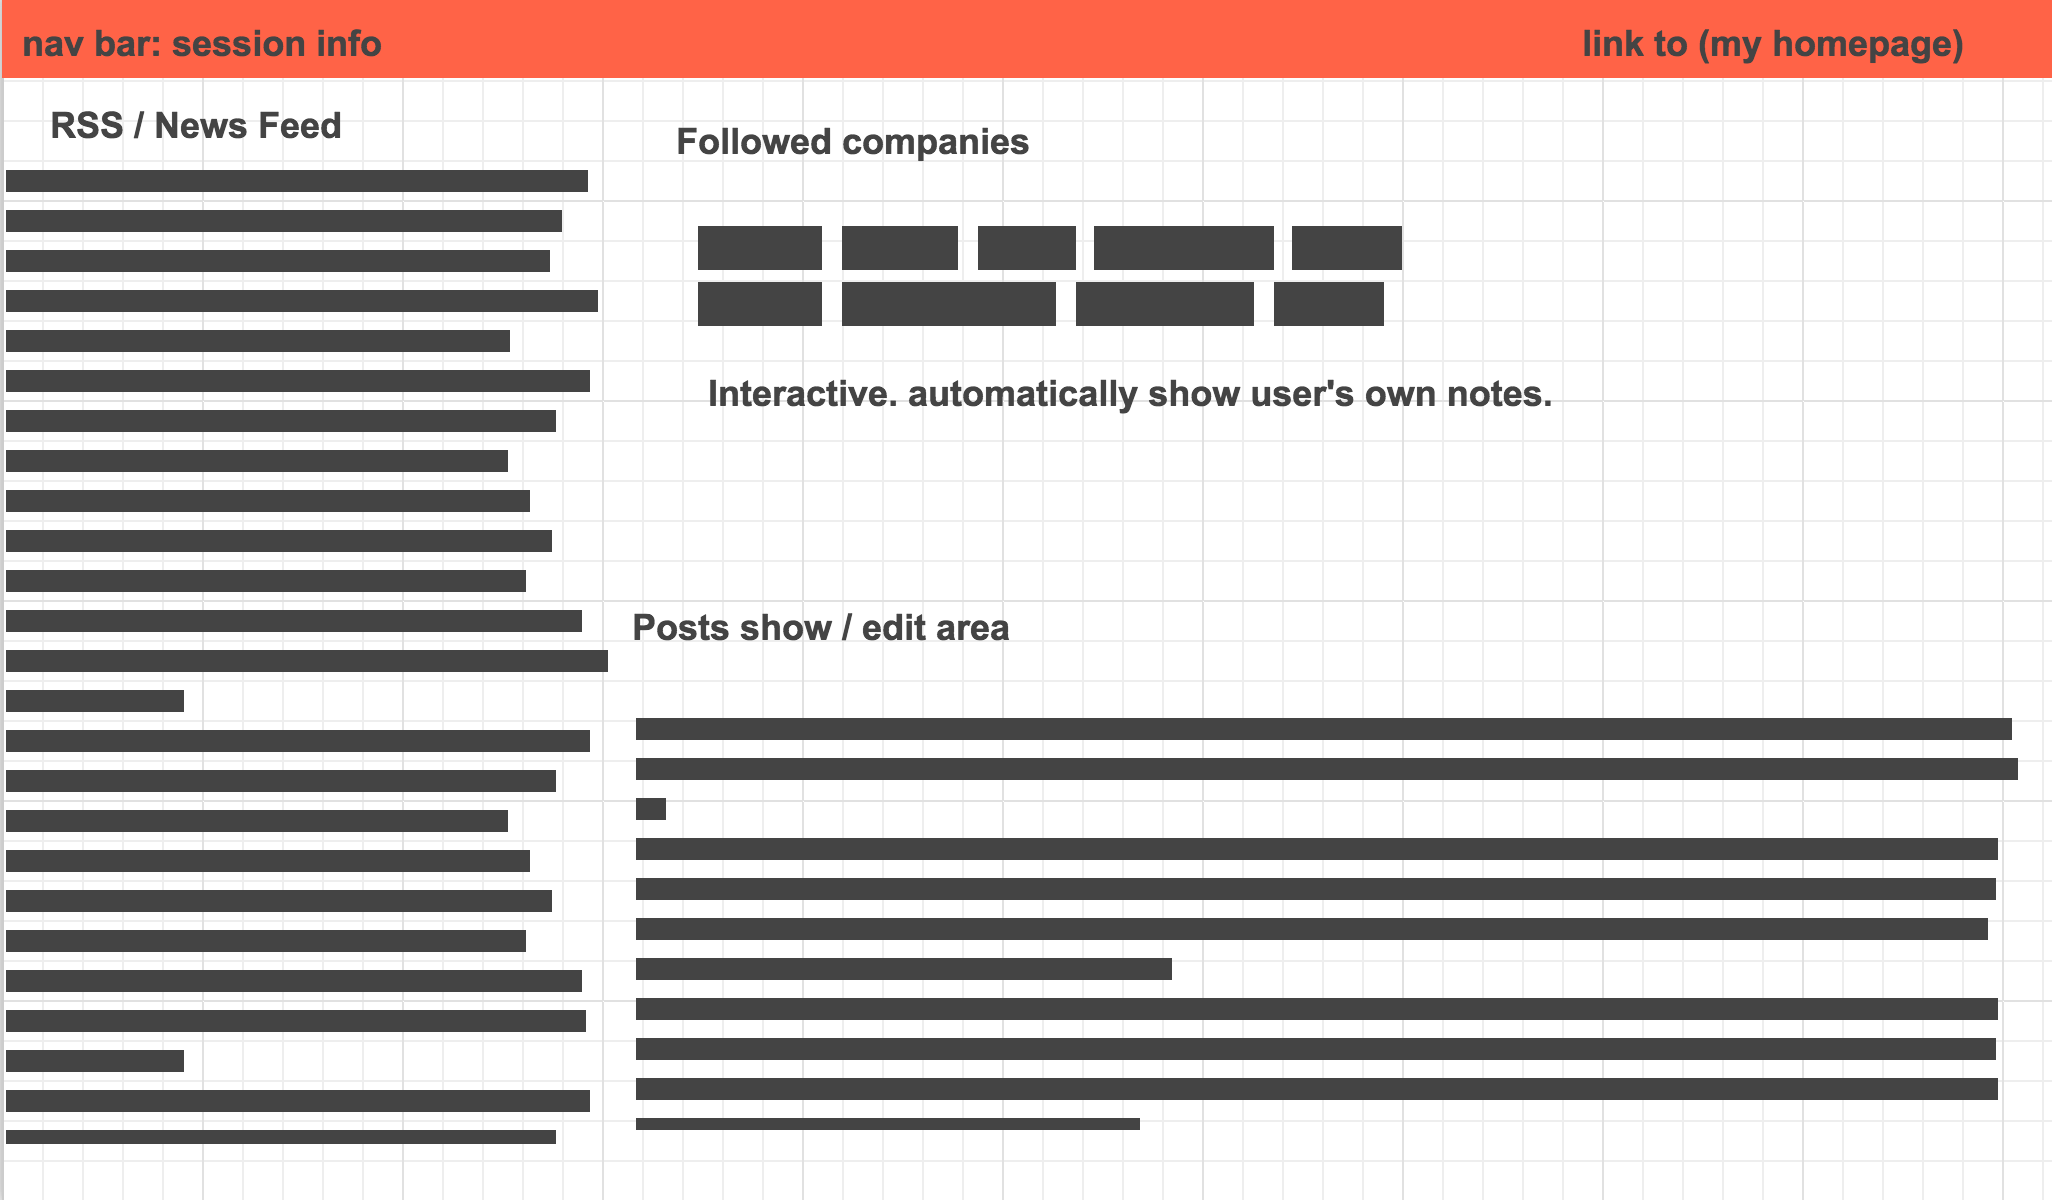 nav bar: session info
link to (my homepage)
RSS / News Feed
Followed companies
Interactive. automatically show user's own notes.
Posts show / edit area